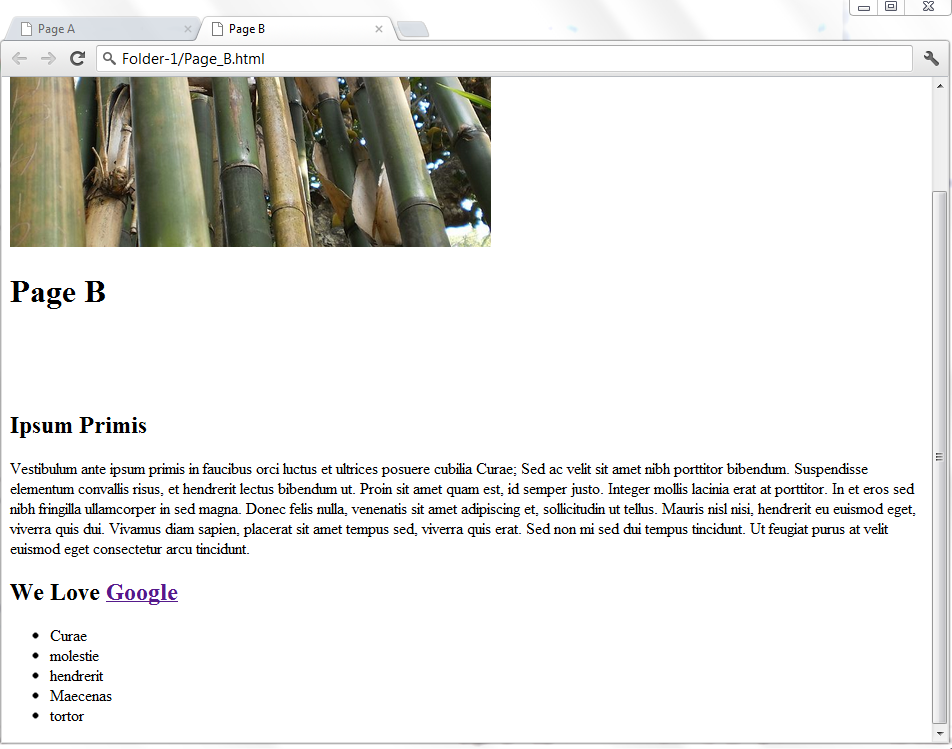 Page A
Page B
Folder-1/Page_B.html
Page B
Ipsum Primis
Vestibulum ante ipsum primis in faucibus orci luctus et ultrices posuere cubilia Curae; Sed ac velit sit amet nibh porttitor bibendum. Suspendisse
elementum convallis risus, et hendrerit lectus bibendum ut. Proin sit amet quam est, id semper justo. Integer mollis lacinia erat at porttitor. In et eros sed
nibh fringilla ullamcorper in sed magna. Donec felis nulla, venenatis sit amet adipiscing et, sollicitudin ut tellus. Mauris nisl nisi, hendrerit eu euismod eget,
viverra quis dui. Vivamus diam sapien, placerat sit amet tempus sed, viverra quis erat. Sed non mi sed dui tempus tincidunt. Ut feugiat purus at velit
euismod eget consectetur arcu tincidunt.
We Love Google
Curae
molestie
hendrerit
Maecenas
tortor